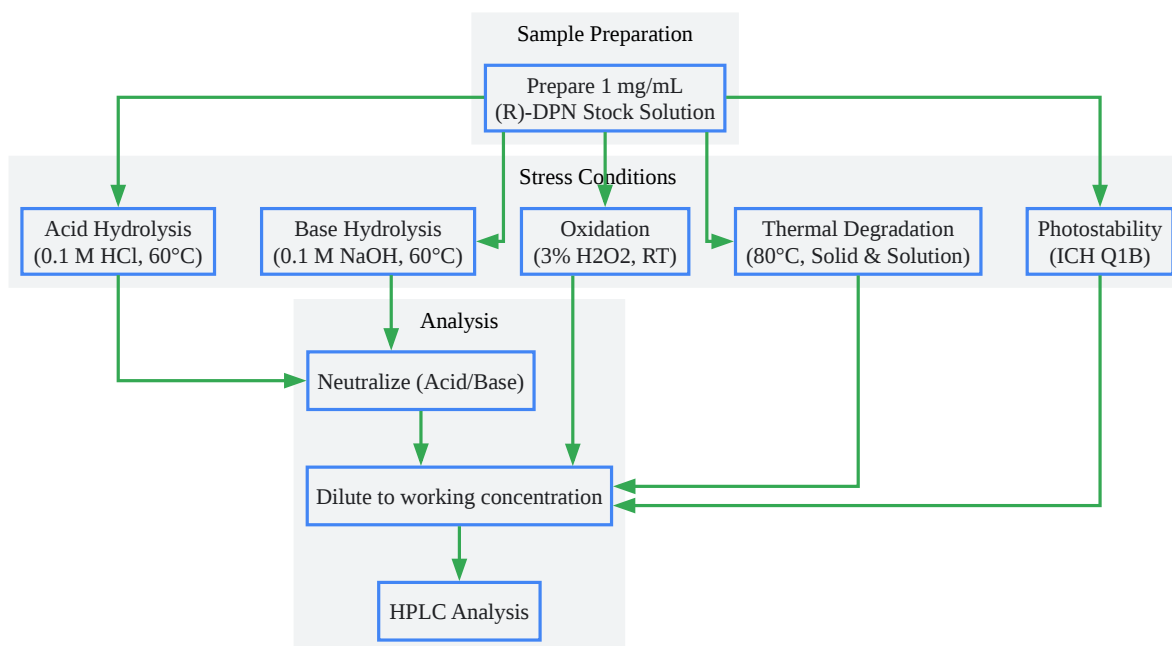 Sample Preparation
Prepare 1 mg/mL
(R)-DPN Stock Solution
Stress Conditions
Acid Hydrolysis
(0.1 M HCl, 60°C)
Base Hydrolysis
(0.1 M NaOH, 60°C)
Oxidation
(3% H2O2, RT)
Thermal Degradation
(80°C, Solid & Solution)
Photostability
(ICH Q1B)
Analysis
Neutralize (Acid/Base)
Dilute to working concentration
HPLC Analysis